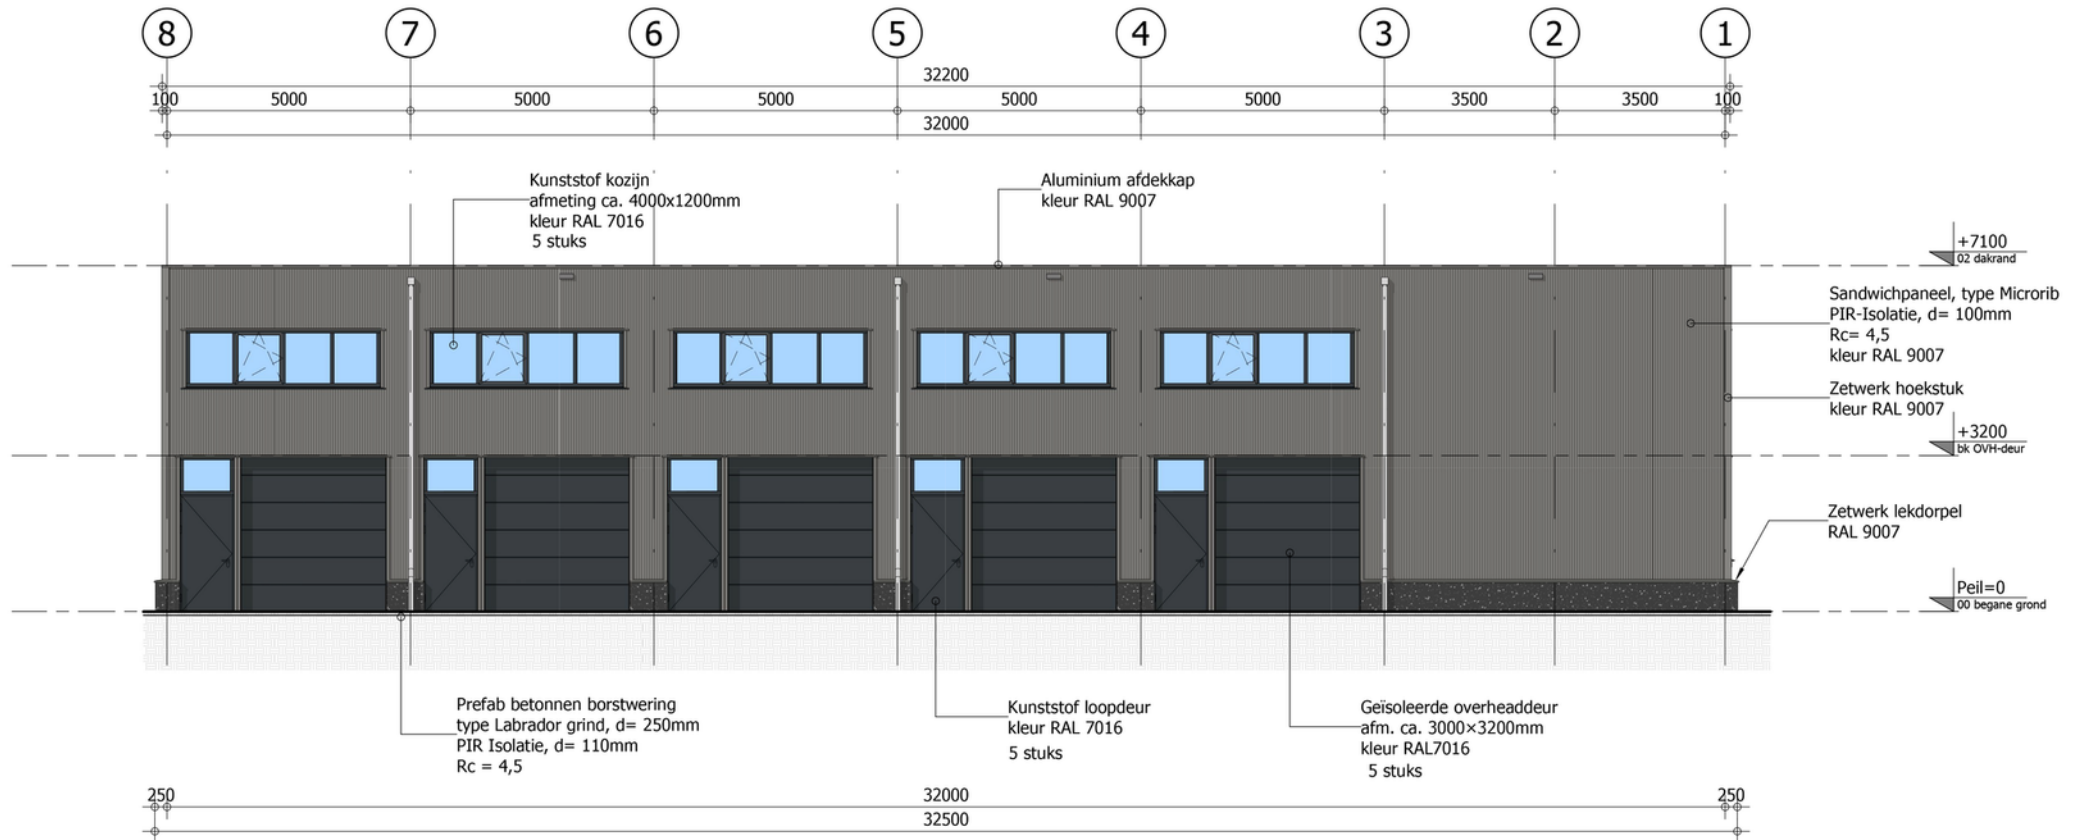 8 7 6 5 4 3 2 1
32200
100 5000 5000 5000 5000 5000 3500 3500 100
32000
Kunststof kozijn
afmeting ca. 4000x1200mm
kleur RAL 7016
5 stuks
Aluminium afdekkap
kleur RAL 9007
+7100
02 dakrand
Sandwichpaneel, type Microrib
PIR-Isolatie, d= 100mm
Rc= 4,5
kleur RAL 9007
Zetwerk hoekstuk
kleur RAL 9007
+3200
bk OVH-deur
Zetwerk lekdorpel
RAL 9007
Peil=0
00 begane grond
Prefab betonnen borstwering
type Labrador grind, d= 250mm
PIR Isolatie, d= 110mm
Rc = 4,5
Kunststof loopdeur
kleur RAL 7016
5 stuks
Geïsoleerde overheaddeur
afm. ca. 3000×3200mm
kleur RAL7016
5 stuks
250 32000 250
32500